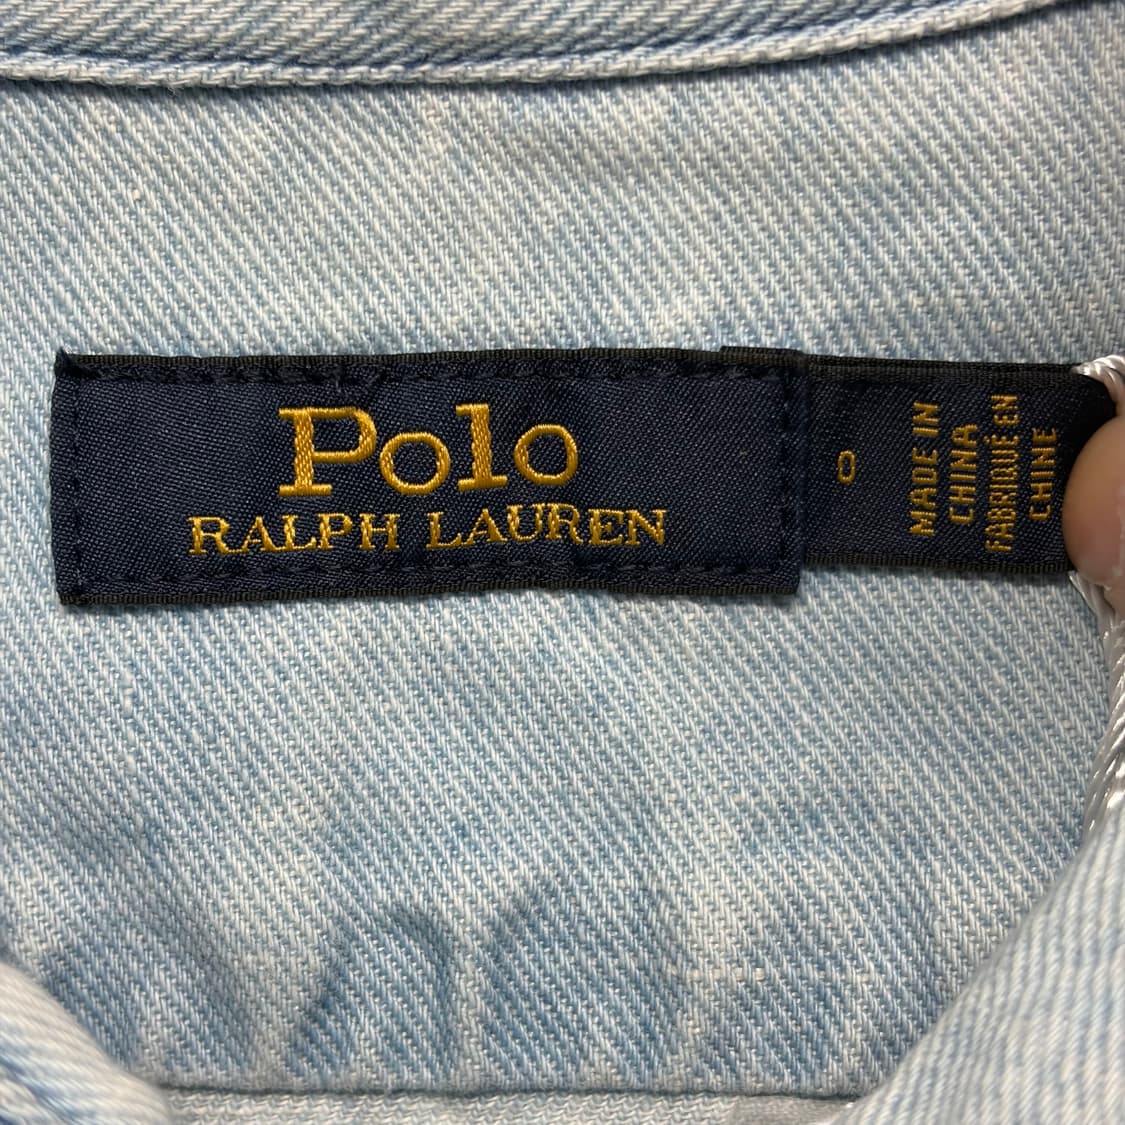 Polo
RALPH LAUREN
0
MADE IN
CHINA
FABRIQUÉ EN
CHINE